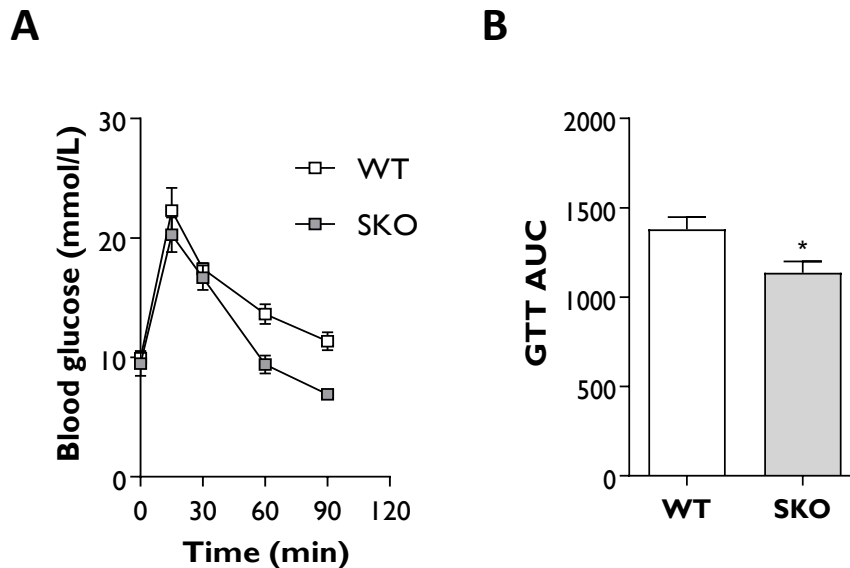 A
B
Blood glucose (mmol/L)
30
20
10
0
0 30 60 90 120
Time (min)
WT
SKO
GTT AUC
2000
1500
1000
500
0
*
WT SKO